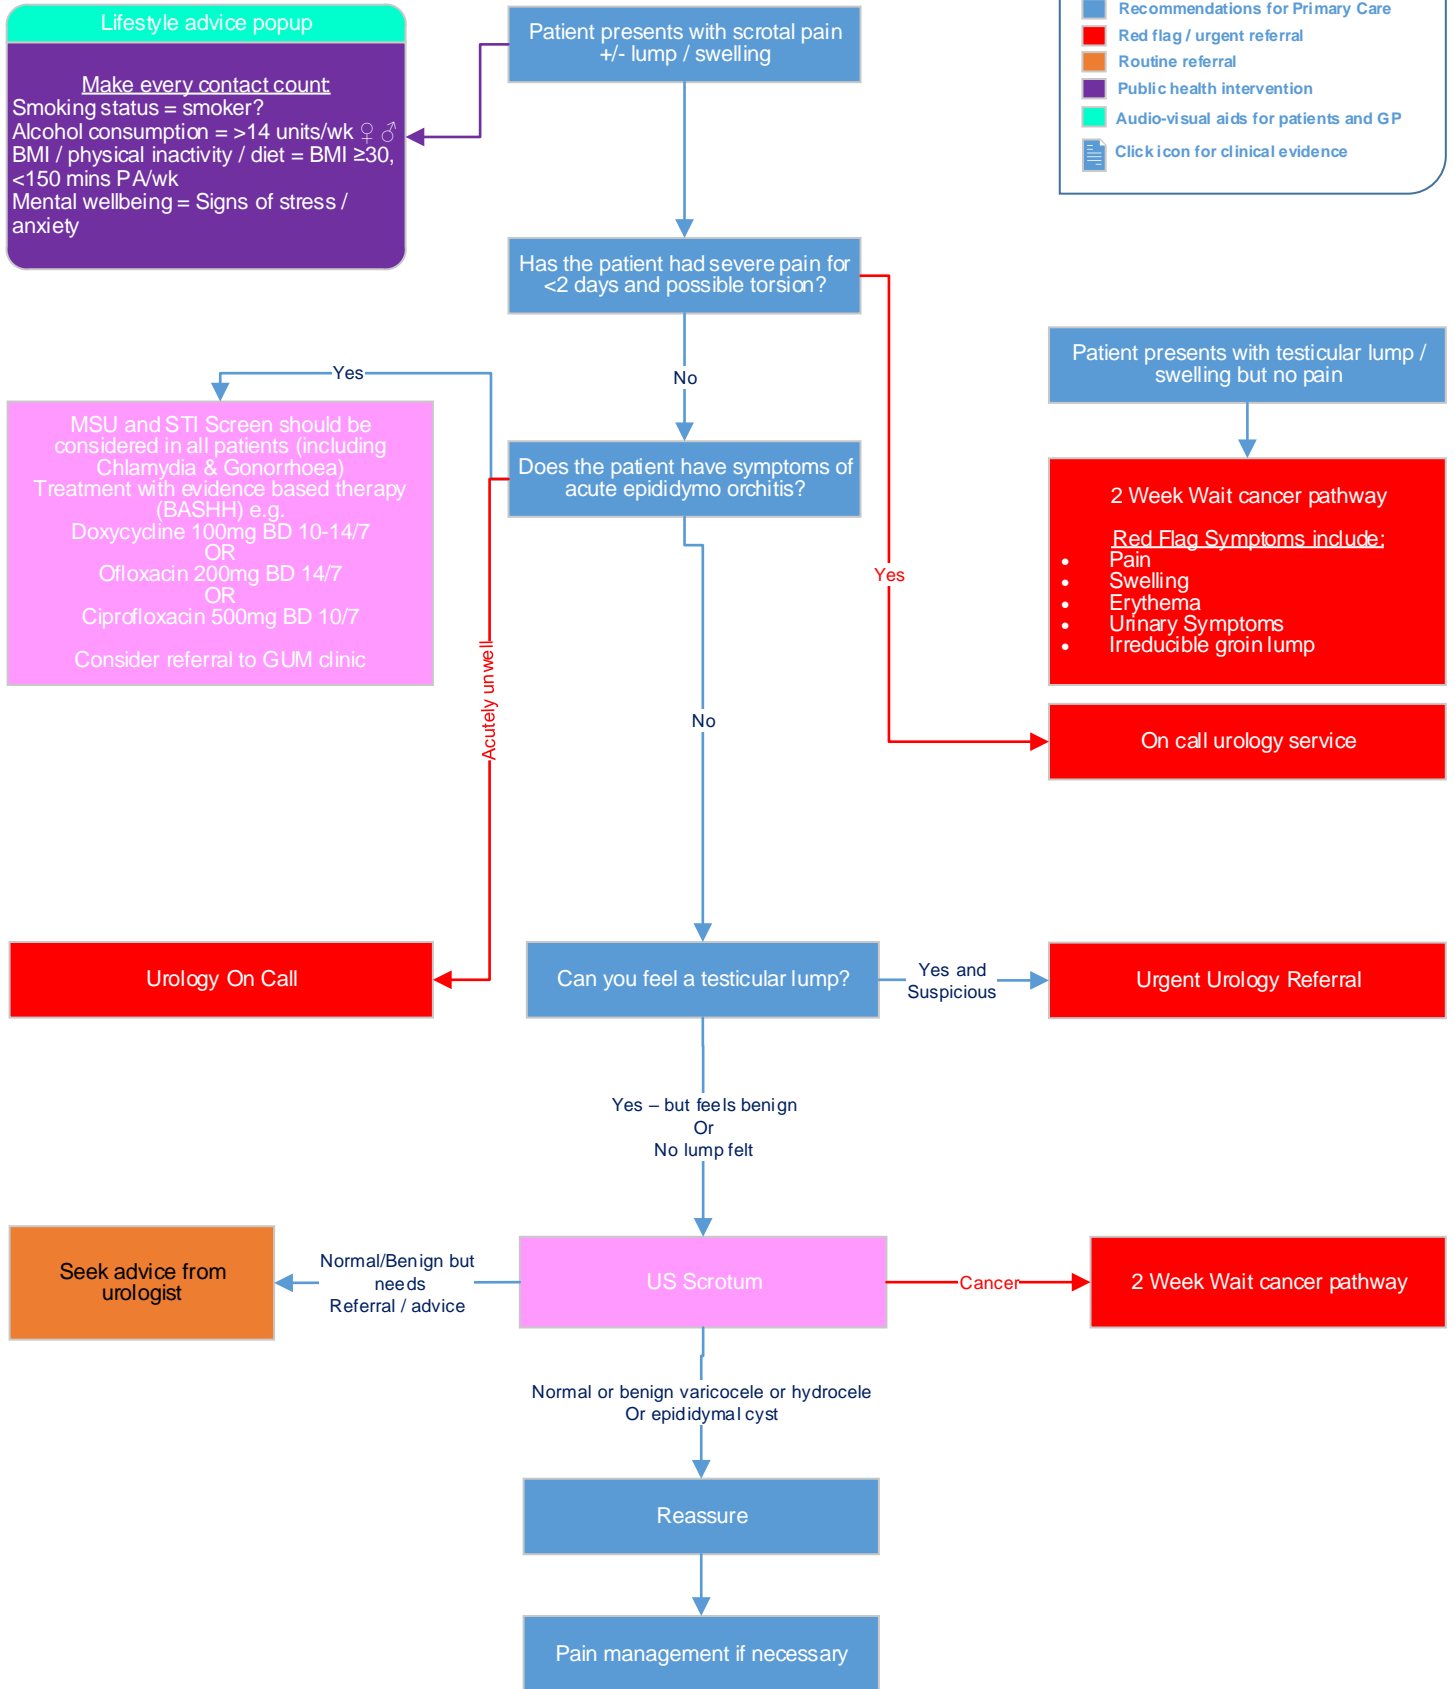 Lifestyle advice popup
Make every contact count:
Smoking status = smoker?
Alcohol consumption = >14 units/wk ♀♂
BMI / physical inactivity / diet = BMI ≥30,
<150 mins PA/wk
Mental wellbeing = Signs of stress /
anxiety
Patient presents with scrotal pain
+/- lump / swelling
Recommendations for Primary Care
Red flag / urgent referral
Routine referral
Public health intervention
Audio-visual aids for patients and GP
Click icon for clinical evidence
Has the patient had severe pain for
<2 days and possible torsion?
Patient presents with testicular lump /
swelling but no pain
Yes
No
MSU and STI Screen should be
considered in all patients (including
Chlamydia & Gonorrhoea)
Treatment with evidence based therapy
(BASHH) e.g.
Doxycycline 100mg BD 10-14/7
OR
Ofloxacin 200mg BD 14/7
OR
Ciprofloxacin 500mg BD 10/7
Consider referral to GUM clinic
Does the patient have symptoms of
acute epididymo orchitis?
2 Week Wait cancer pathway
Red Flag Symptoms include:
• Pain
• Swelling
• Erythema
• Urinary Symptoms
• Irreducible groin lump
Yes
Acutely unwell
No
On call urology service
Urology On Call
Can you feel a testicular lump?
Yes and
Suspicious
Urgent Urology Referral
Yes – but feels benign
Or
No lump felt
Seek advice from
urologist
Normal/Benign but
needs
Referral / advice
US Scrotum
Cancer
2 Week Wait cancer pathway
Normal or benign varicocele or hydrocele
Or epididymal cyst
Reassure
Pain management if necessary